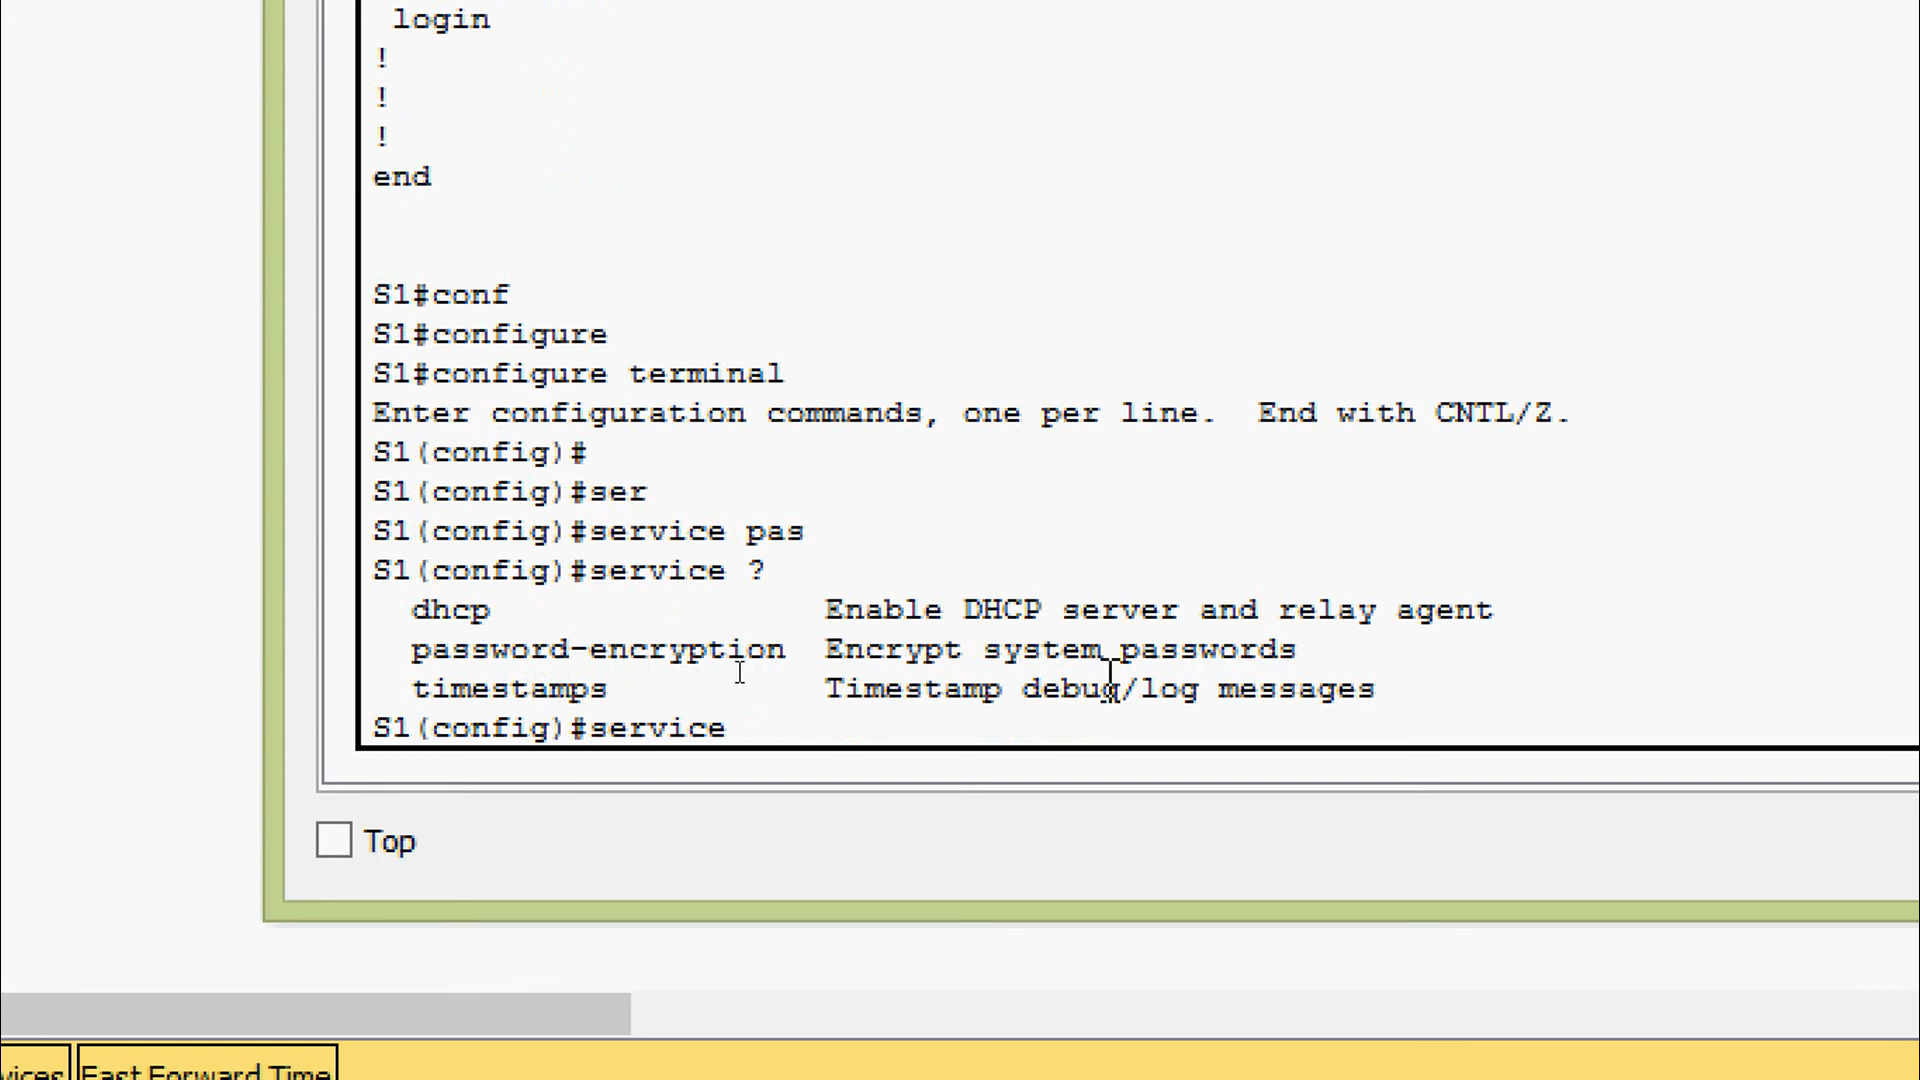 login
!
!
!
end
S1#conf
S1#configure
S1#configure terminal
Enter configuration commands, one per line.  End with CNTL/Z.
S1(config)#
S1(config)#ser
S1(config)#service pas
S1(config)#service ?
dhcp Enable DHCP server and relay agent
password-encryption Encrypt system passwords
timestamps Timestamp debug/log messages
S1(config)#service
Top
vices Fast Forward Time